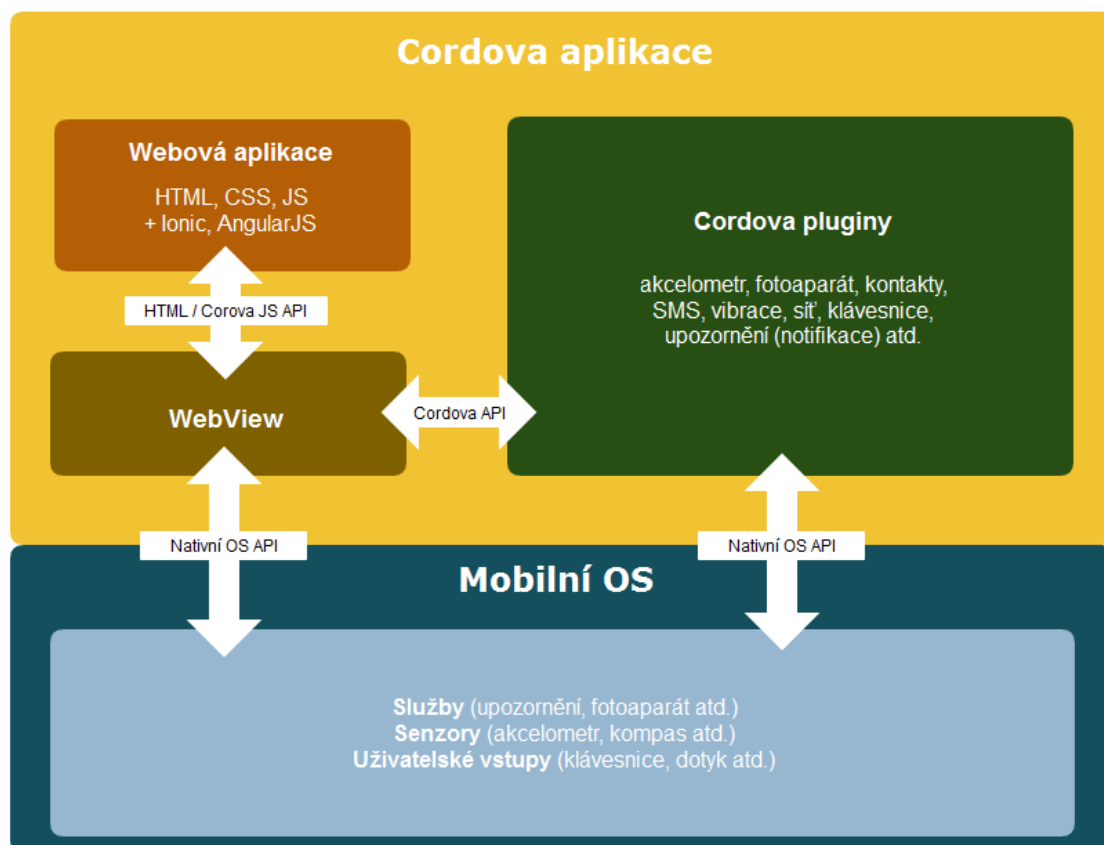 Cordova aplikace
Webová aplikace
HTML, CSS, JS
+ Ionic, AngularJS
HTML / Corova JS API
WebView
Cordova API
Cordova pluginy
akcelometr, fotoaparát, kontakty,
SMS, vibrace, síť, klávesnice,
upozornění (notifikace) atd.
Nativní OS API
Nativní OS API
Mobilní OS
Služby (upozornění, fotoaparát atd.)
Senzory (akcelometr, kompas atd.)
Uživatelské vstupy (klávesnice, dotyk atd.)